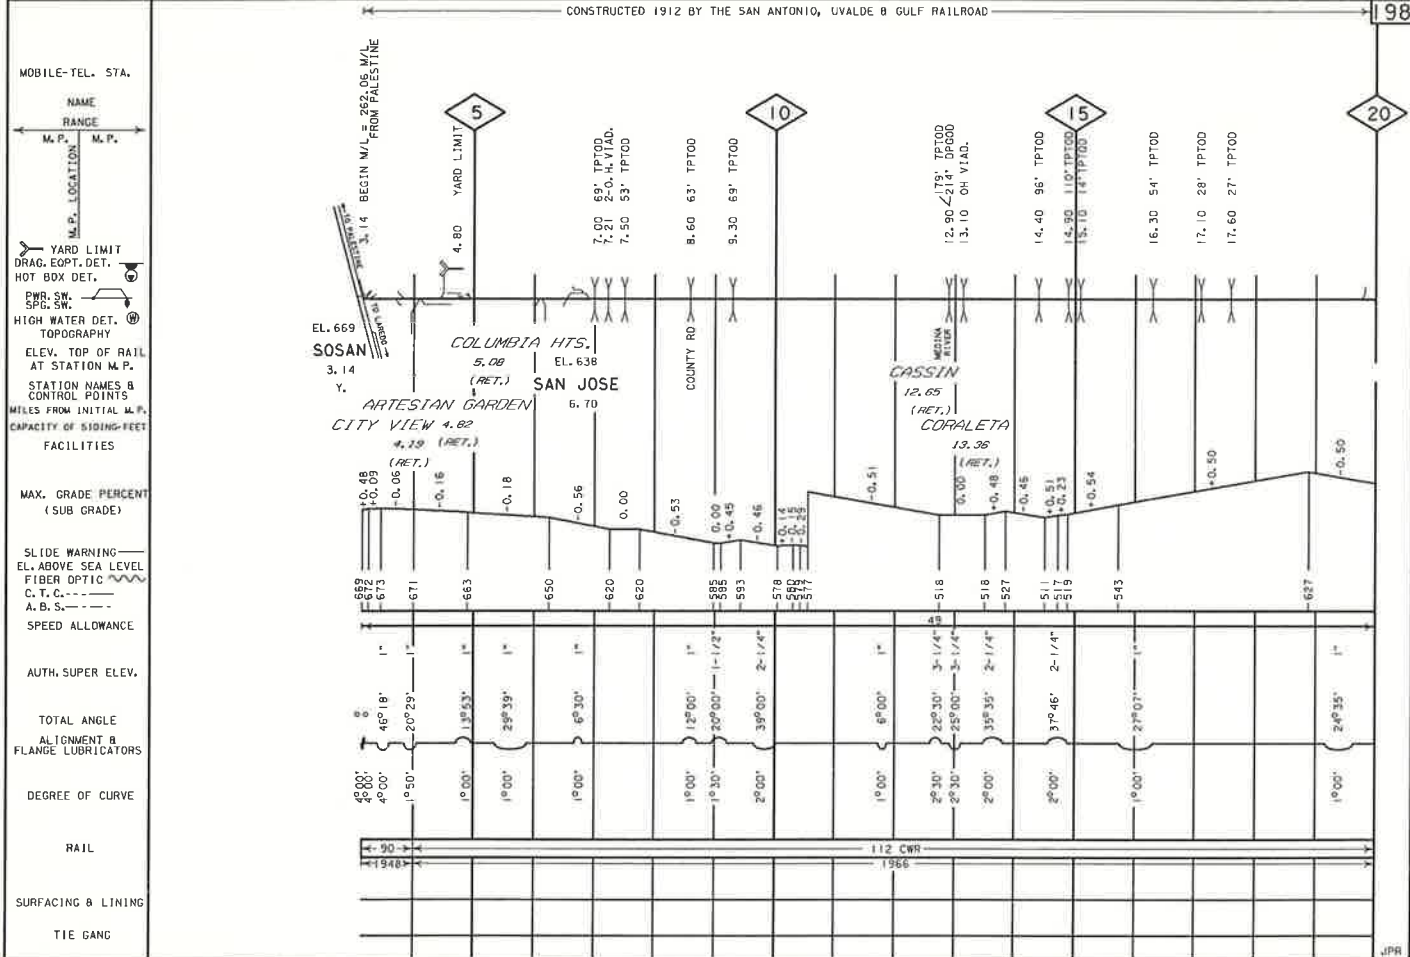 CONSTRUCTED 1912 BY THE SAN ANTONIO, UVALDE & GULF RAILROAD
198
MOBILE-TEL. STA.
NAME
RANGE
M.P. M.P.
M.P. LOCATION
YARD LIMIT
DRAG. EQPT. DET.
HOT BOX DET.
PWR. SW.
SPG. SW.
HIGH WATER DET. W
TOPOGRAPHY
ELEV. TOP OF RAIL
AT STATION M.P.
STATION NAMES &
CONTROL POINTS
MILES FROM INITIAL M.P.
CAPACITY OF SIDING-FEET
FACILITIES
MAX. GRADE PERCENT
(SUB GRADE)
SLIDE WARNING
EL. ABOVE SEA LEVEL
FIBER OPTIC
C.T.C.
A.B.S.
SPEED ALLOWANCE
AUTH. SUPER ELEV.
TOTAL ANGLE
ALIGNMENT &
FLANGE LUBRICATORS
DEGREE OF CURVE
RAIL
SURFACING & LINING
TIE GANG
5
10
15
20
3.14 BEGIN M/L = 262.06 M/L
FROM PALESTINE
4.80 YARD LIMIT
7.00 69' TPTOD
7.21 2-O.H.VIAD.
7.50 53' TPTOD
8.60 63' TPTOD
9.30 69' TPTOD
12.90 179' TPTOD
214' DPGOD
13.10 OH VIAD.
14.40 96' TPTOD
14.90 110' TPTOD
15.10 14' TPTOD
16.30 54' TPTOD
17.10 28' TPTOD
17.60 27' TPTOD
TO PALESTINE
TO LAREDO
EL. 669
SOSAN
3.14
Y.
COLUMBIA HTS.
5.08
(RET.)
EL. 638
SAN JOSE
6.70
ARTESIAN GARDEN
4.82
(RET.)
CITY VIEW
4.29
(RET.)
COUNTY RD
MEDINA
RIVER
CASSIN
12.65
(RET.)
CORALETA
13.36
(RET.)
+0.48
+0.09
-0.06
-0.16
-0.18
-0.56
0.00
-0.53
0.00
+0.45
-0.46
+0.14
-0.15
-0.29
-0.51
0.00
+0.48
-0.46
+0.51
+0.23
+0.54
+0.50
-0.50
669
672
673
671
663
650
620
620
585
585
593
578
577
518
518
527
511
517
519
543
627
49
1"
1"
1"
1"
1"
1"
1-1/2"
2-1/4"
1"
3-1/4"
3-1/4"
2-1/4"
2-1/4"
1"
1"
46°18'
20°29'
13°53'
29°39'
6°30'
12°00'
20°00'
39°00'
6°00'
22°30'
25°00'
35°35'
37°46'
27°07'
24°35'
4°00'
4°00'
4°00'
1°50'
1°00'
1°00'
1°00'
1°00'
1°30'
2°00'
1°00'
2°30'
2°30'
2°00'
2°00'
1°00'
1°00'
90
112 CWR
1948
1966
JPR